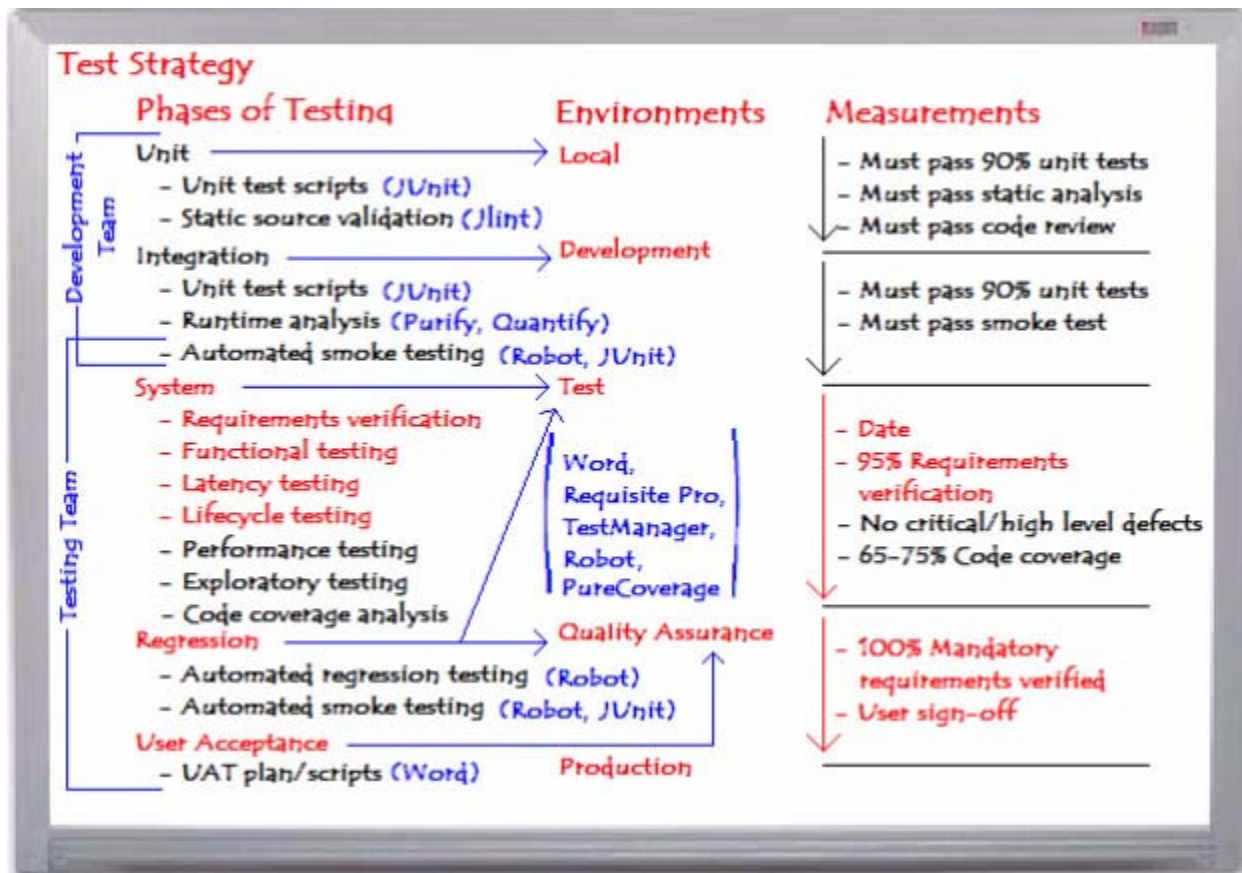 Test Strategy
Phases of Testing
Environments
Measurements
Development
Team
Testing Team
Unit
- Unit test scripts (JUnit)
- Static source validation (Jlint)
Integration
- Unit test scripts (JUnit)
- Runtime analysis (Purify, Quantify)
- Automated smoke testing (Robot, JUnit)
System
- Requirements verification
- Functional testing
- Latency testing
- Lifecycle testing
- Performance testing
- Exploratory testing
- Code coverage analysis
Regression
- Automated regression testing (Robot)
- Automated smoke testing (Robot, JUnit)
User Acceptance
- UAT plan/scripts (Word)
Local
Development
Test
Word,
Requisite Pro,
TestManager,
Robot,
PureCoverage
Quality Assurance
Production
- Must pass 90% unit tests
- Must pass static analysis
- Must pass code review
- Must pass 90% unit tests
- Must pass smoke test
- Date
- 95% Requirements
verification
- No critical/high level defects
- 65-75% Code coverage
- 100% Mandatory
requirements verified
- User sign-off